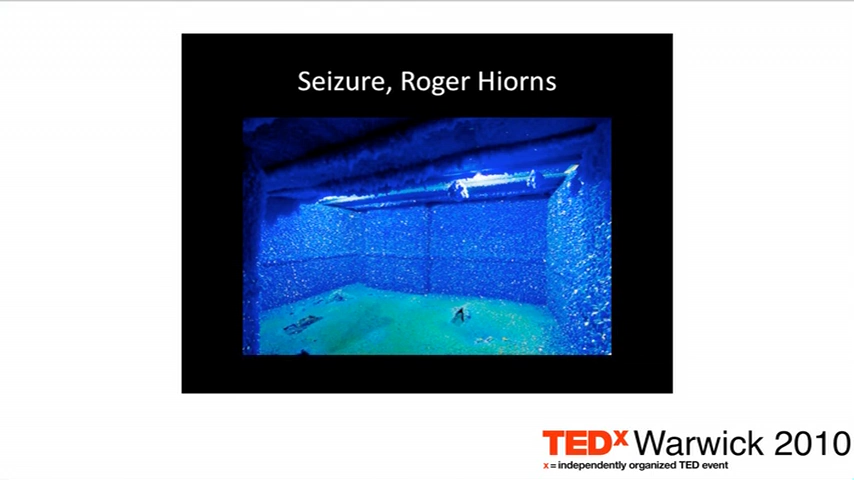 Seizure, Roger Hiorns
TEDx Warwick 2010
x = independently organized TED event